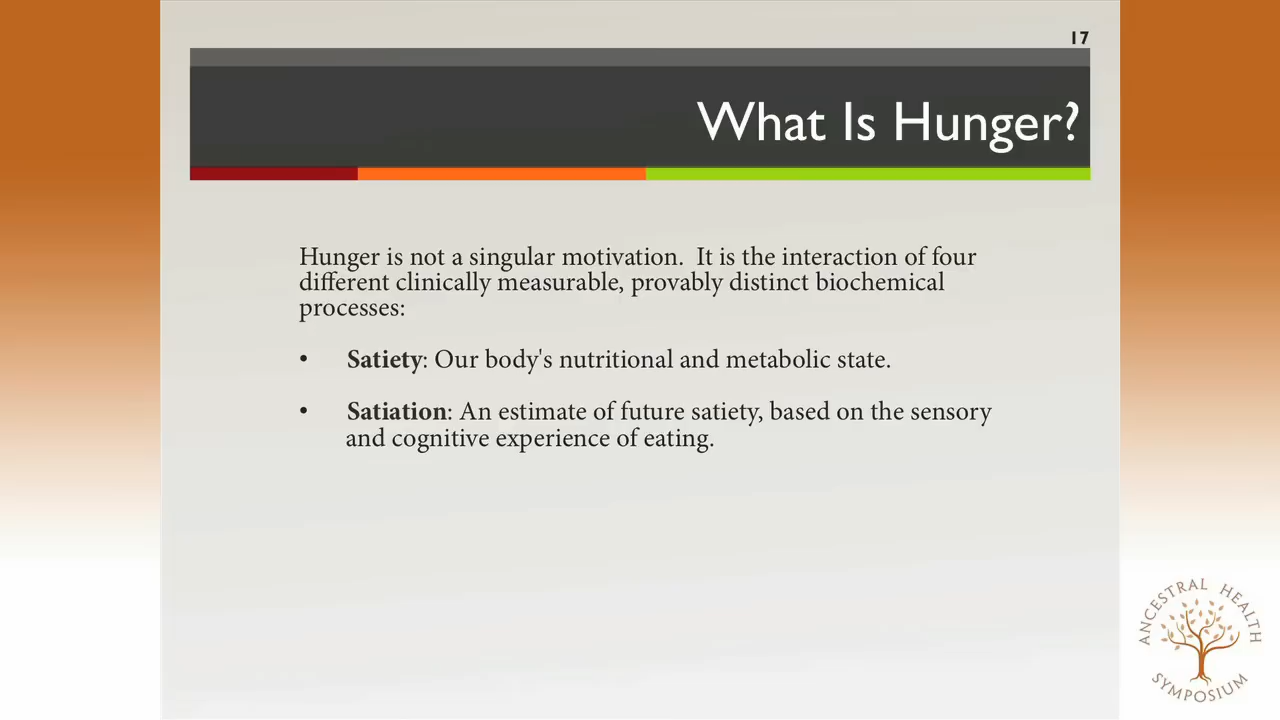 17
What Is Hunger?
Hunger is not a singular motivation.  It is the interaction of four
different clinically measurable, provably distinct biochemical
processes:
• Satiety: Our body's nutritional and metabolic state.
• Satiation: An estimate of future satiety, based on the sensory
and cognitive experience of eating.
ANCESTRAL HEALTH
SYMPOSIUM